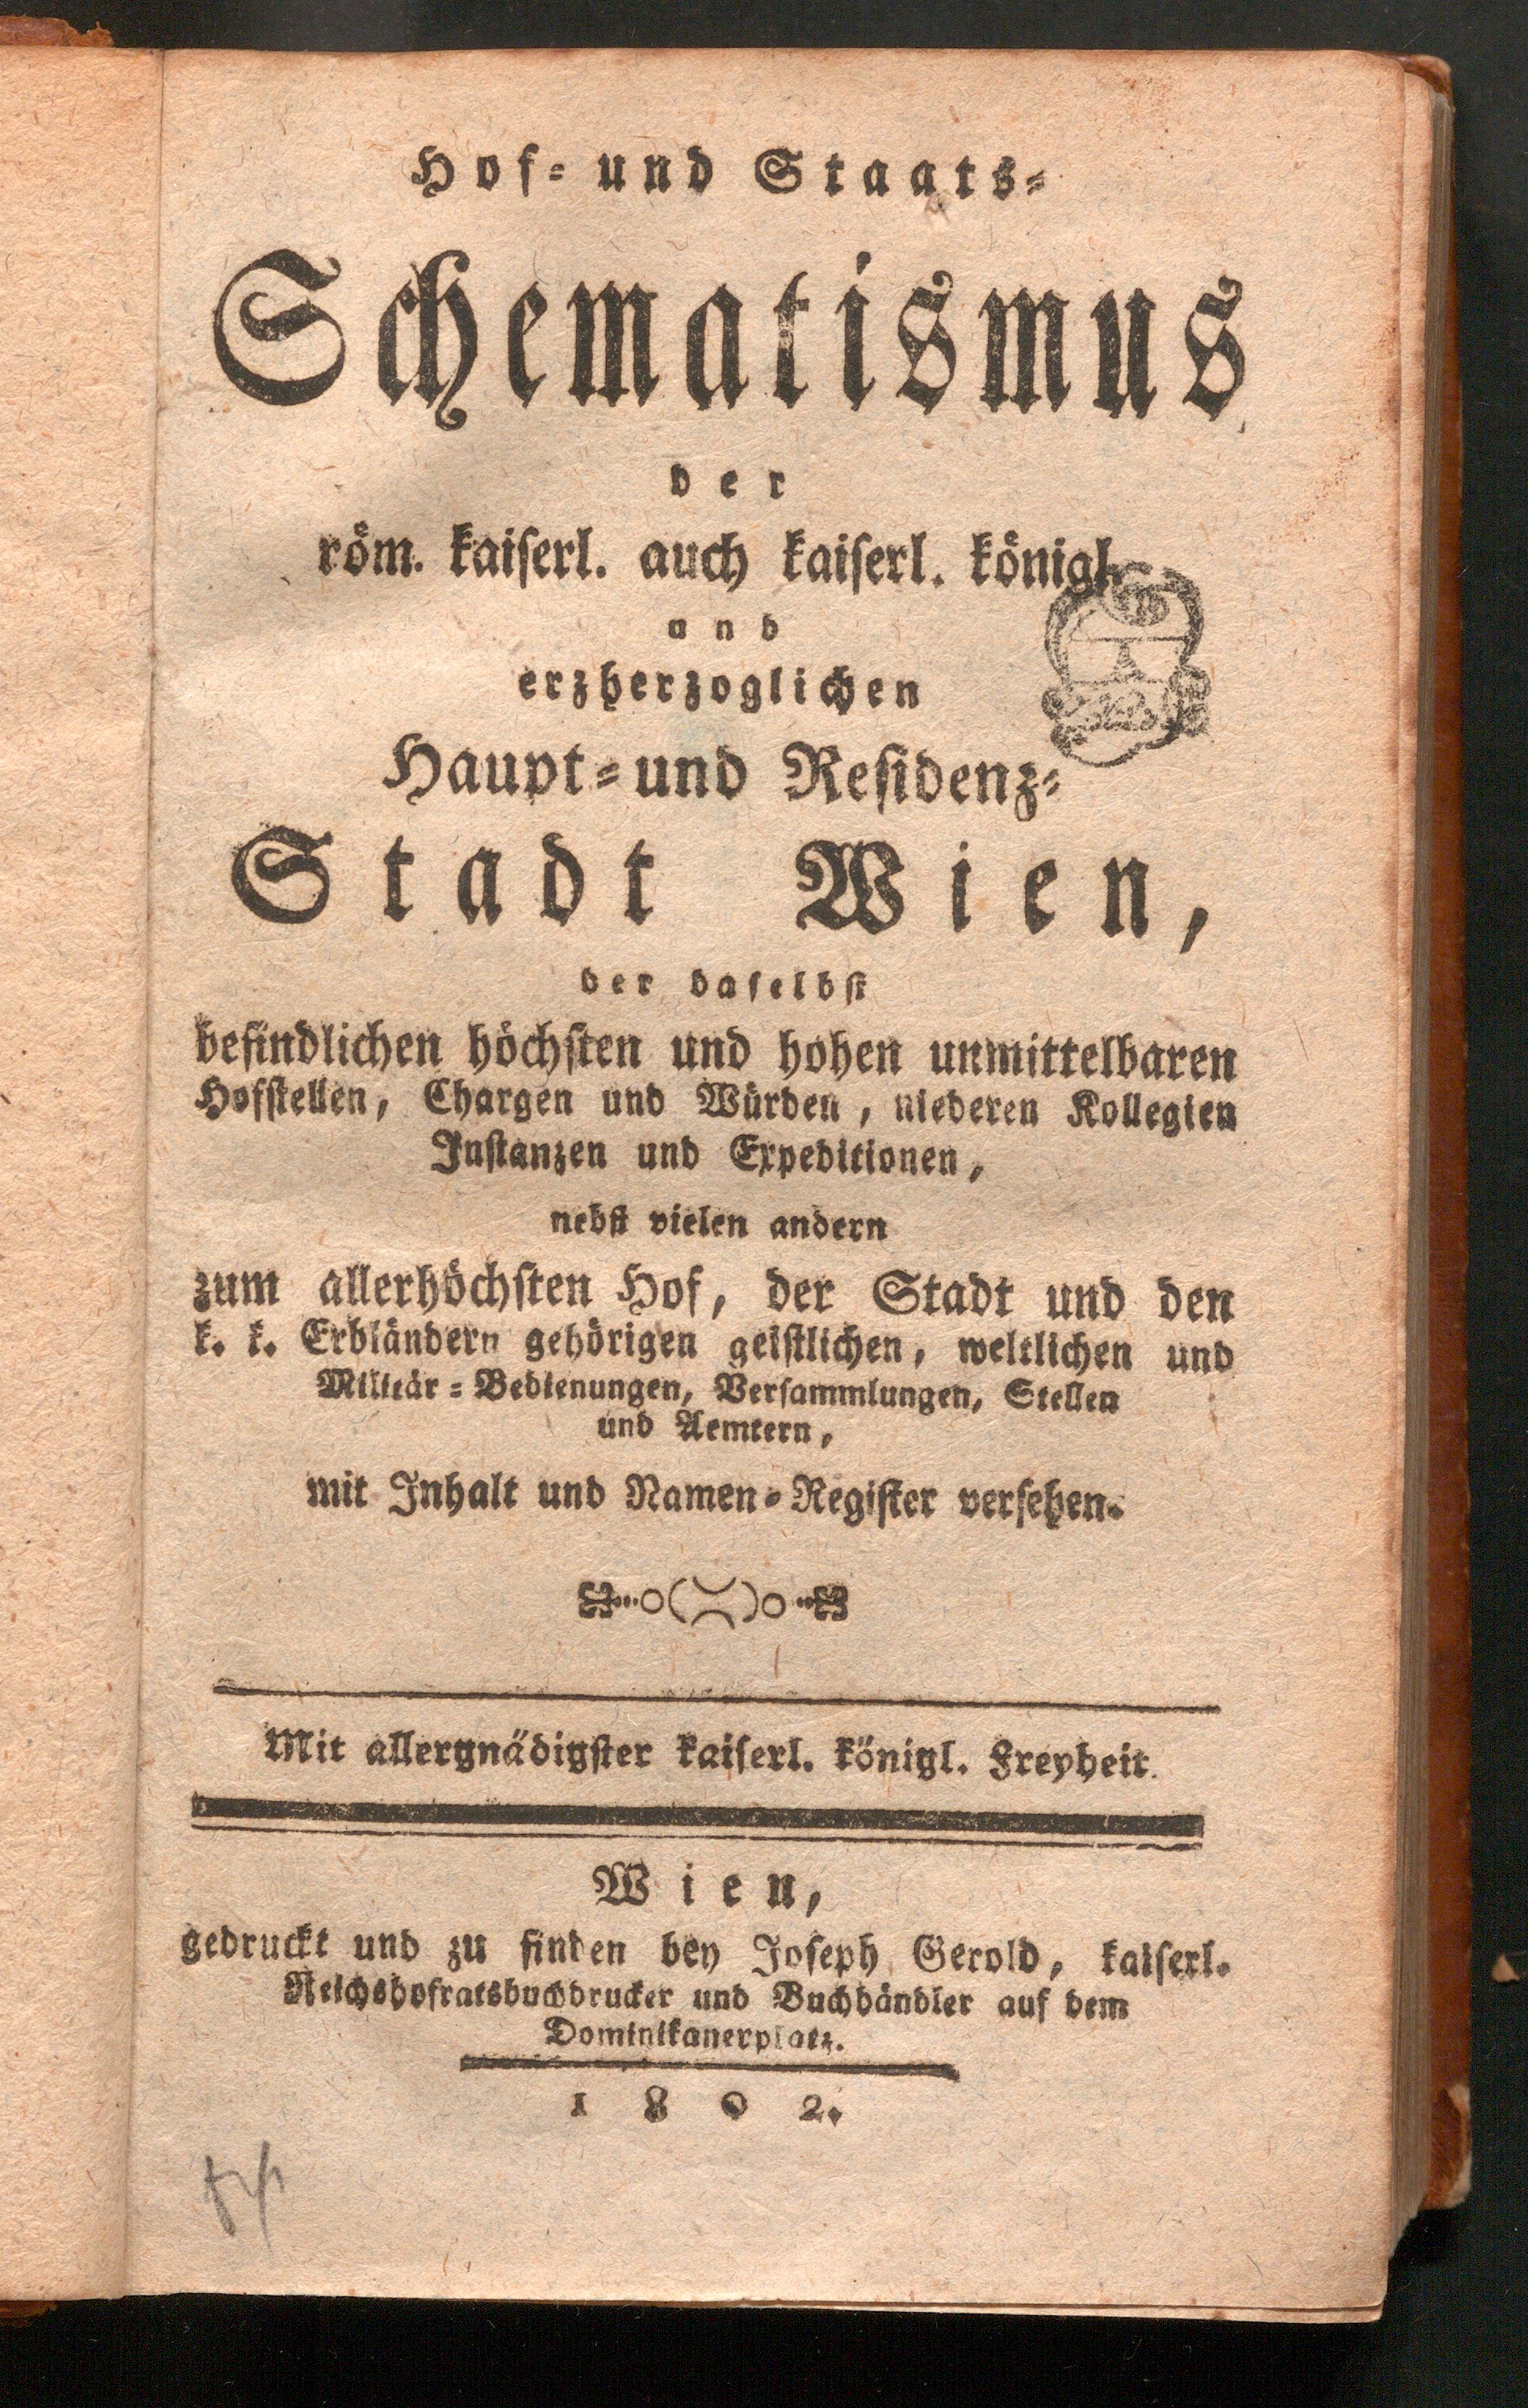 Hof- und Staats-
Schematismus
der
röm. kaiserl. auch kaiserl. königl.
und
erzherzoglichen
Haupt- und Residenz-
Stadt Wien,
der daselbst
befindlichen höchsten und hohen unmittelbaren
Hofstellen, Chargen und Würden, niederen Kollegien
Instanzen und Expeditionen,
nebst vielen andern
zum allerhöchsten Hof, der Stadt und den
k. k. Erbländern gehörigen geistlichen, weltlichen und
Militär-Bedienungen, Versammlungen, Stellen
und Aemtern,
mit Inhalt und Namen-Register versehen.
Mit allergnädigster kaiserl. königl. Freyheit.
Wien,
gedruckt und zu finden bey Joseph Gerold, kaiserl.
Reichshofratsbuchdrucker und Buchhändler auf dem
Dominikanerplatz.
1802.